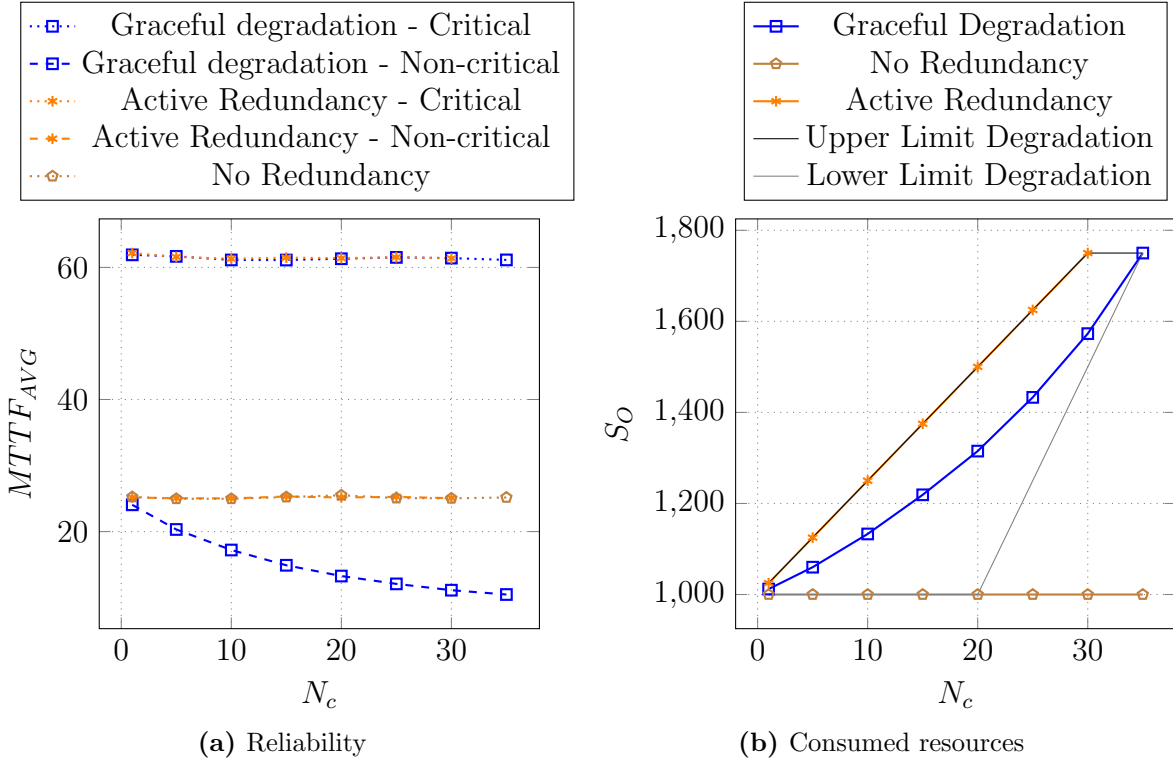 Graceful degradation - Critical
Graceful degradation - Non-critical
Active Redundancy - Critical
Active Redundancy - Non-critical
No Redundancy
60
40
20
0 10 20 30
MTTF_AVG
N_c
(a) Reliability
Graceful Degradation
No Redundancy
Active Redundancy
Upper Limit Degradation
Lower Limit Degradation
1,800
1,600
1,400
1,200
1,000
0 10 20 30
S_O
N_c
(b) Consumed resources